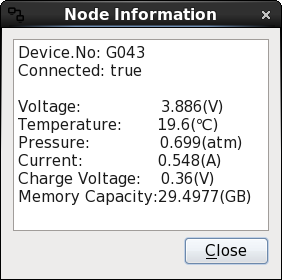 Node Information
Device.No: G043
Connected: true
Voltage: 3.886(V)
Temperature: 19.6(℃)
Pressure: 0.699(atm)
Current: 0.548(A)
Charge Voltage: 0.36(V)
Memory Capacity:29.4977(GB)
Close